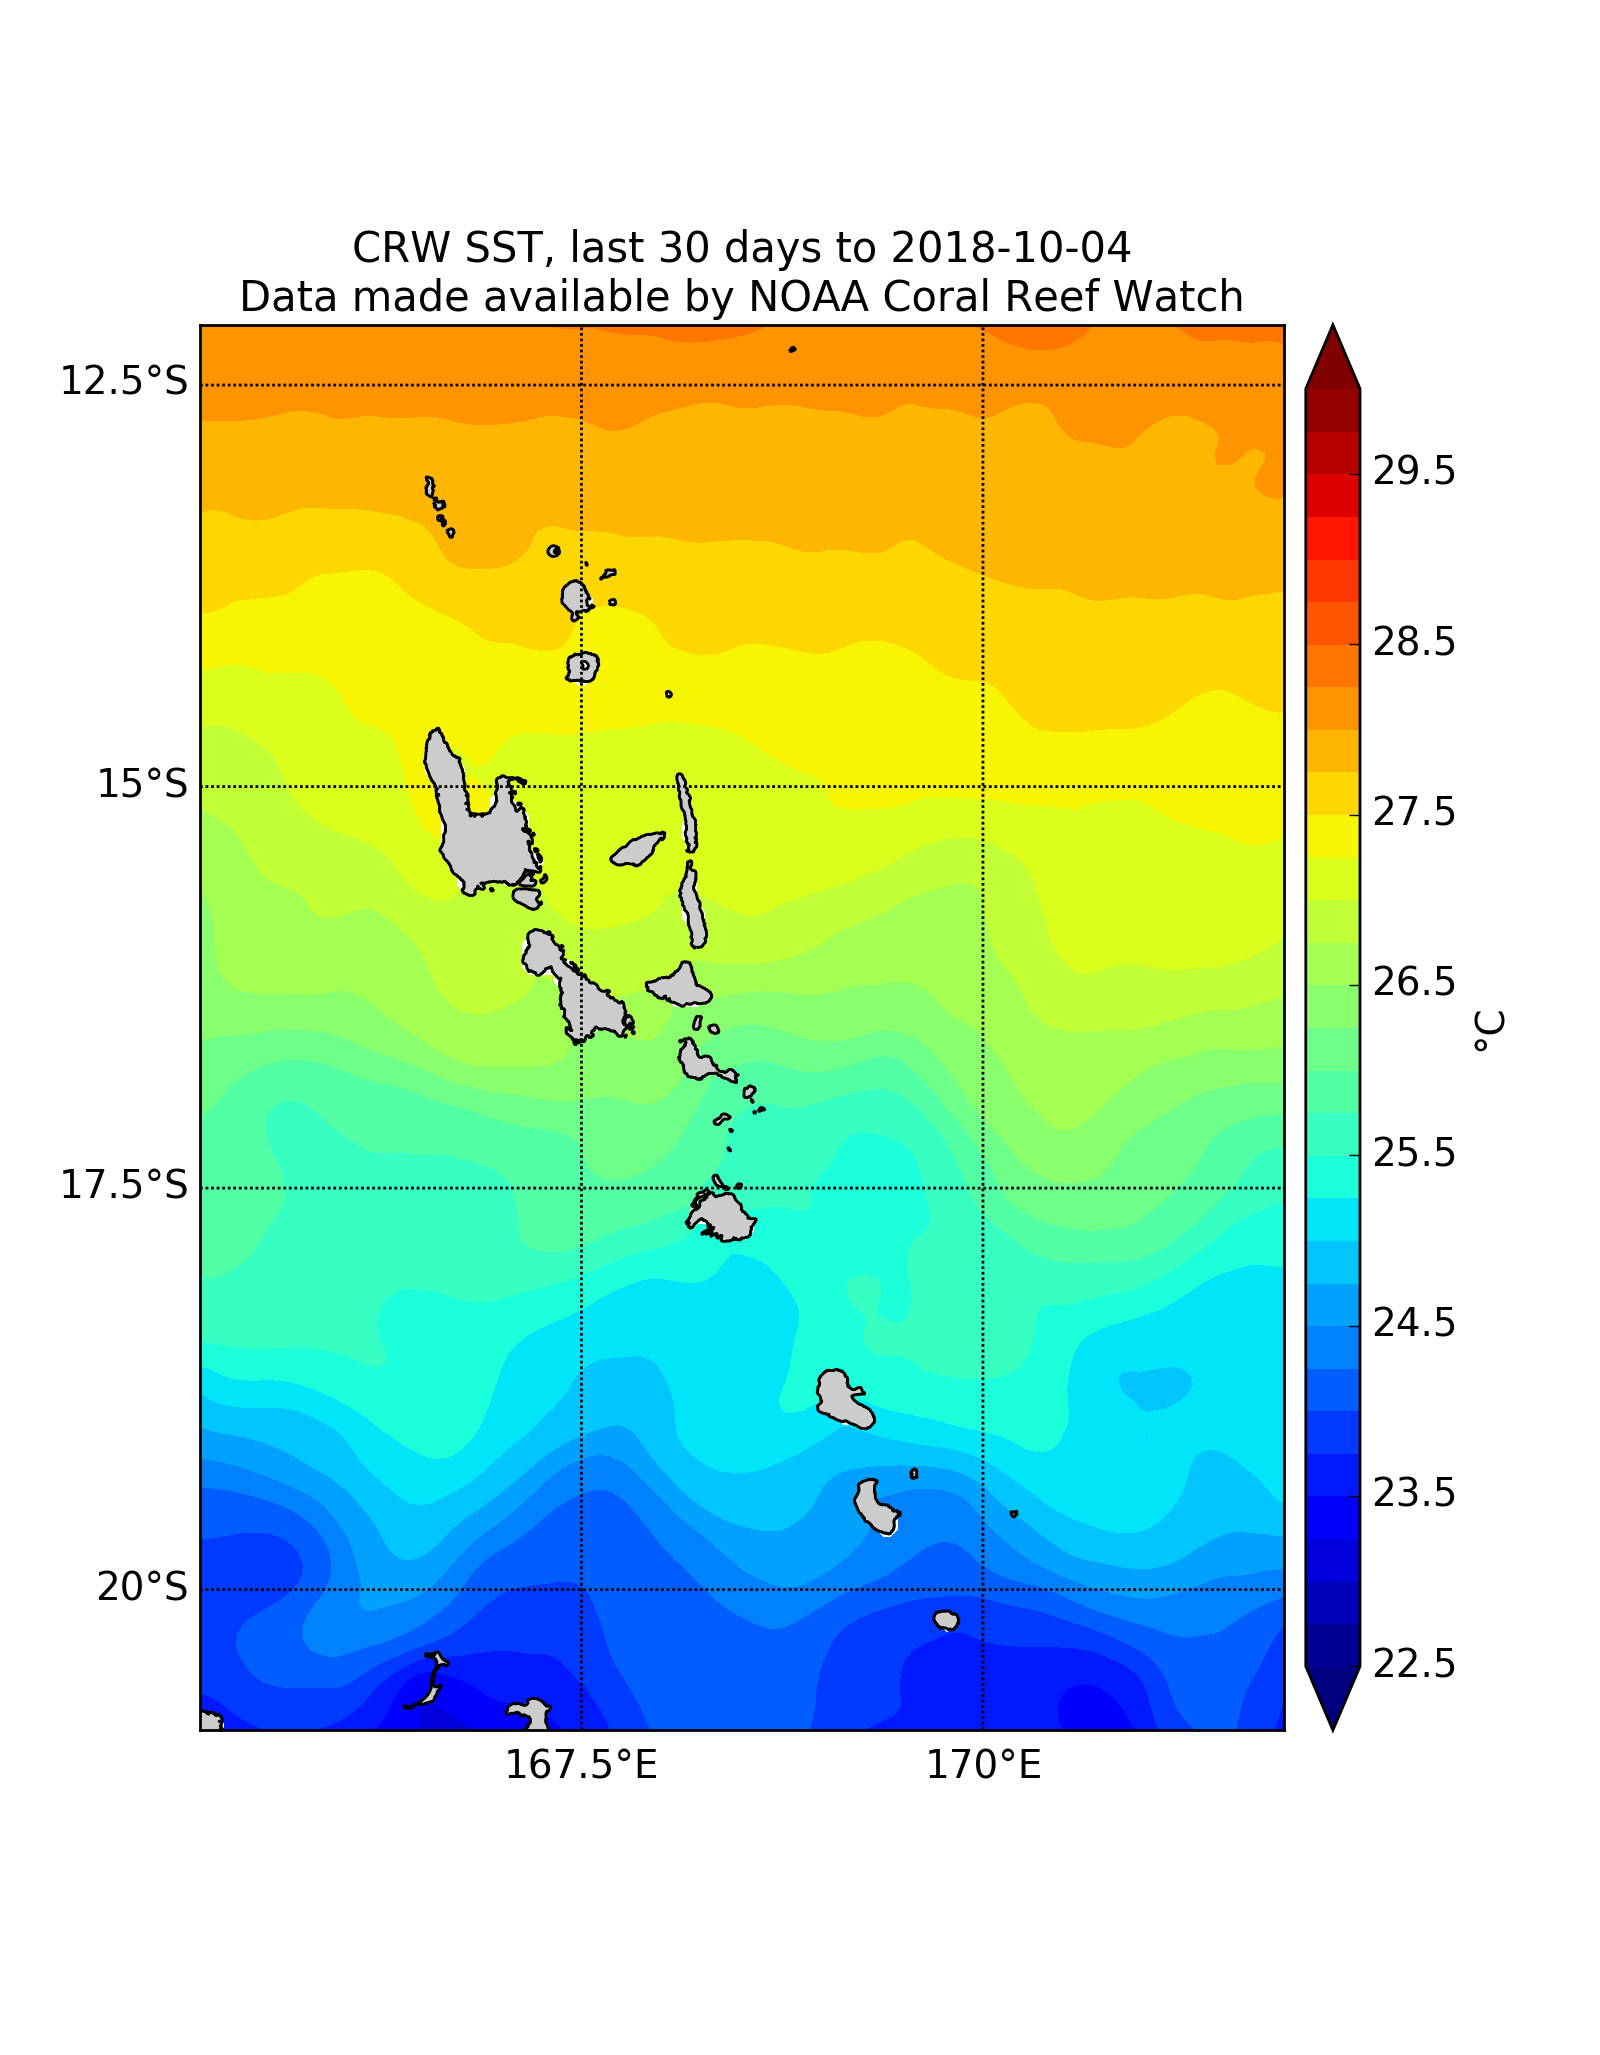 CRW SST, last 30 days to 2018-10-04
Data made available by NOAA Coral Reef Watch
12.5°S
15°S
17.5°S
20°S
167.5°E
170°E
29.5
28.5
27.5
26.5
25.5
24.5
23.5
22.5
°C